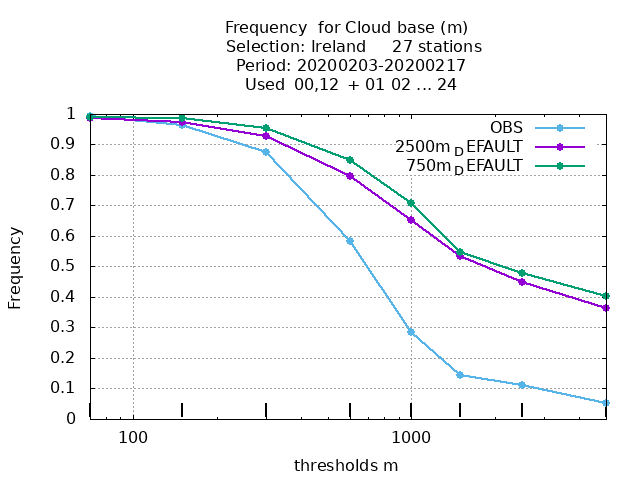 Frequency  for Cloud base (m)
Selection: Ireland     27 stations
Period: 20200203-20200217
Used  00,12  + 01 02 ... 24
OBS
2500m_DEFAULT
750m_DEFAULT
1
0.9
0.8
0.7
0.6
0.5
0.4
0.3
0.2
0.1
0
Frequency
100
1000
thresholds m